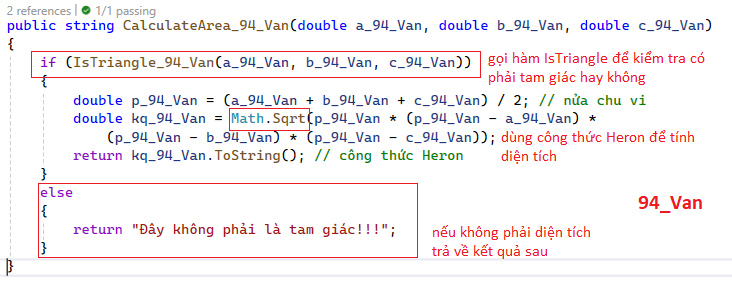 2 references | 1/1 passing
public string CalculateArea_94_Van(double a_94_Van, double b_94_Van, double c_94_Van)
{
if (IsTriangle_94_Van(a_94_Van, b_94_Van, c_94_Van))
gọi hàm IsTriangle để kiểm tra có
phải tam giác hay không
{
double p_94_Van = (a_94_Van + b_94_Van + c_94_Van) / 2; // nửa chu vi
double kq_94_Van = Math.Sqrt(p_94_Van * (p_94_Van - a_94_Van) *
(p_94_Van - b_94_Van) * (p_94_Van - c_94_Van));
dùng công thức Heron để tính
diện tích
return kq_94_Van.ToString(); // công thức Heron
}
else
{
return "Đây không phải là tam giác!!!";
}
94_Van
nếu không phải diện tích
trả về kết quả sau
}